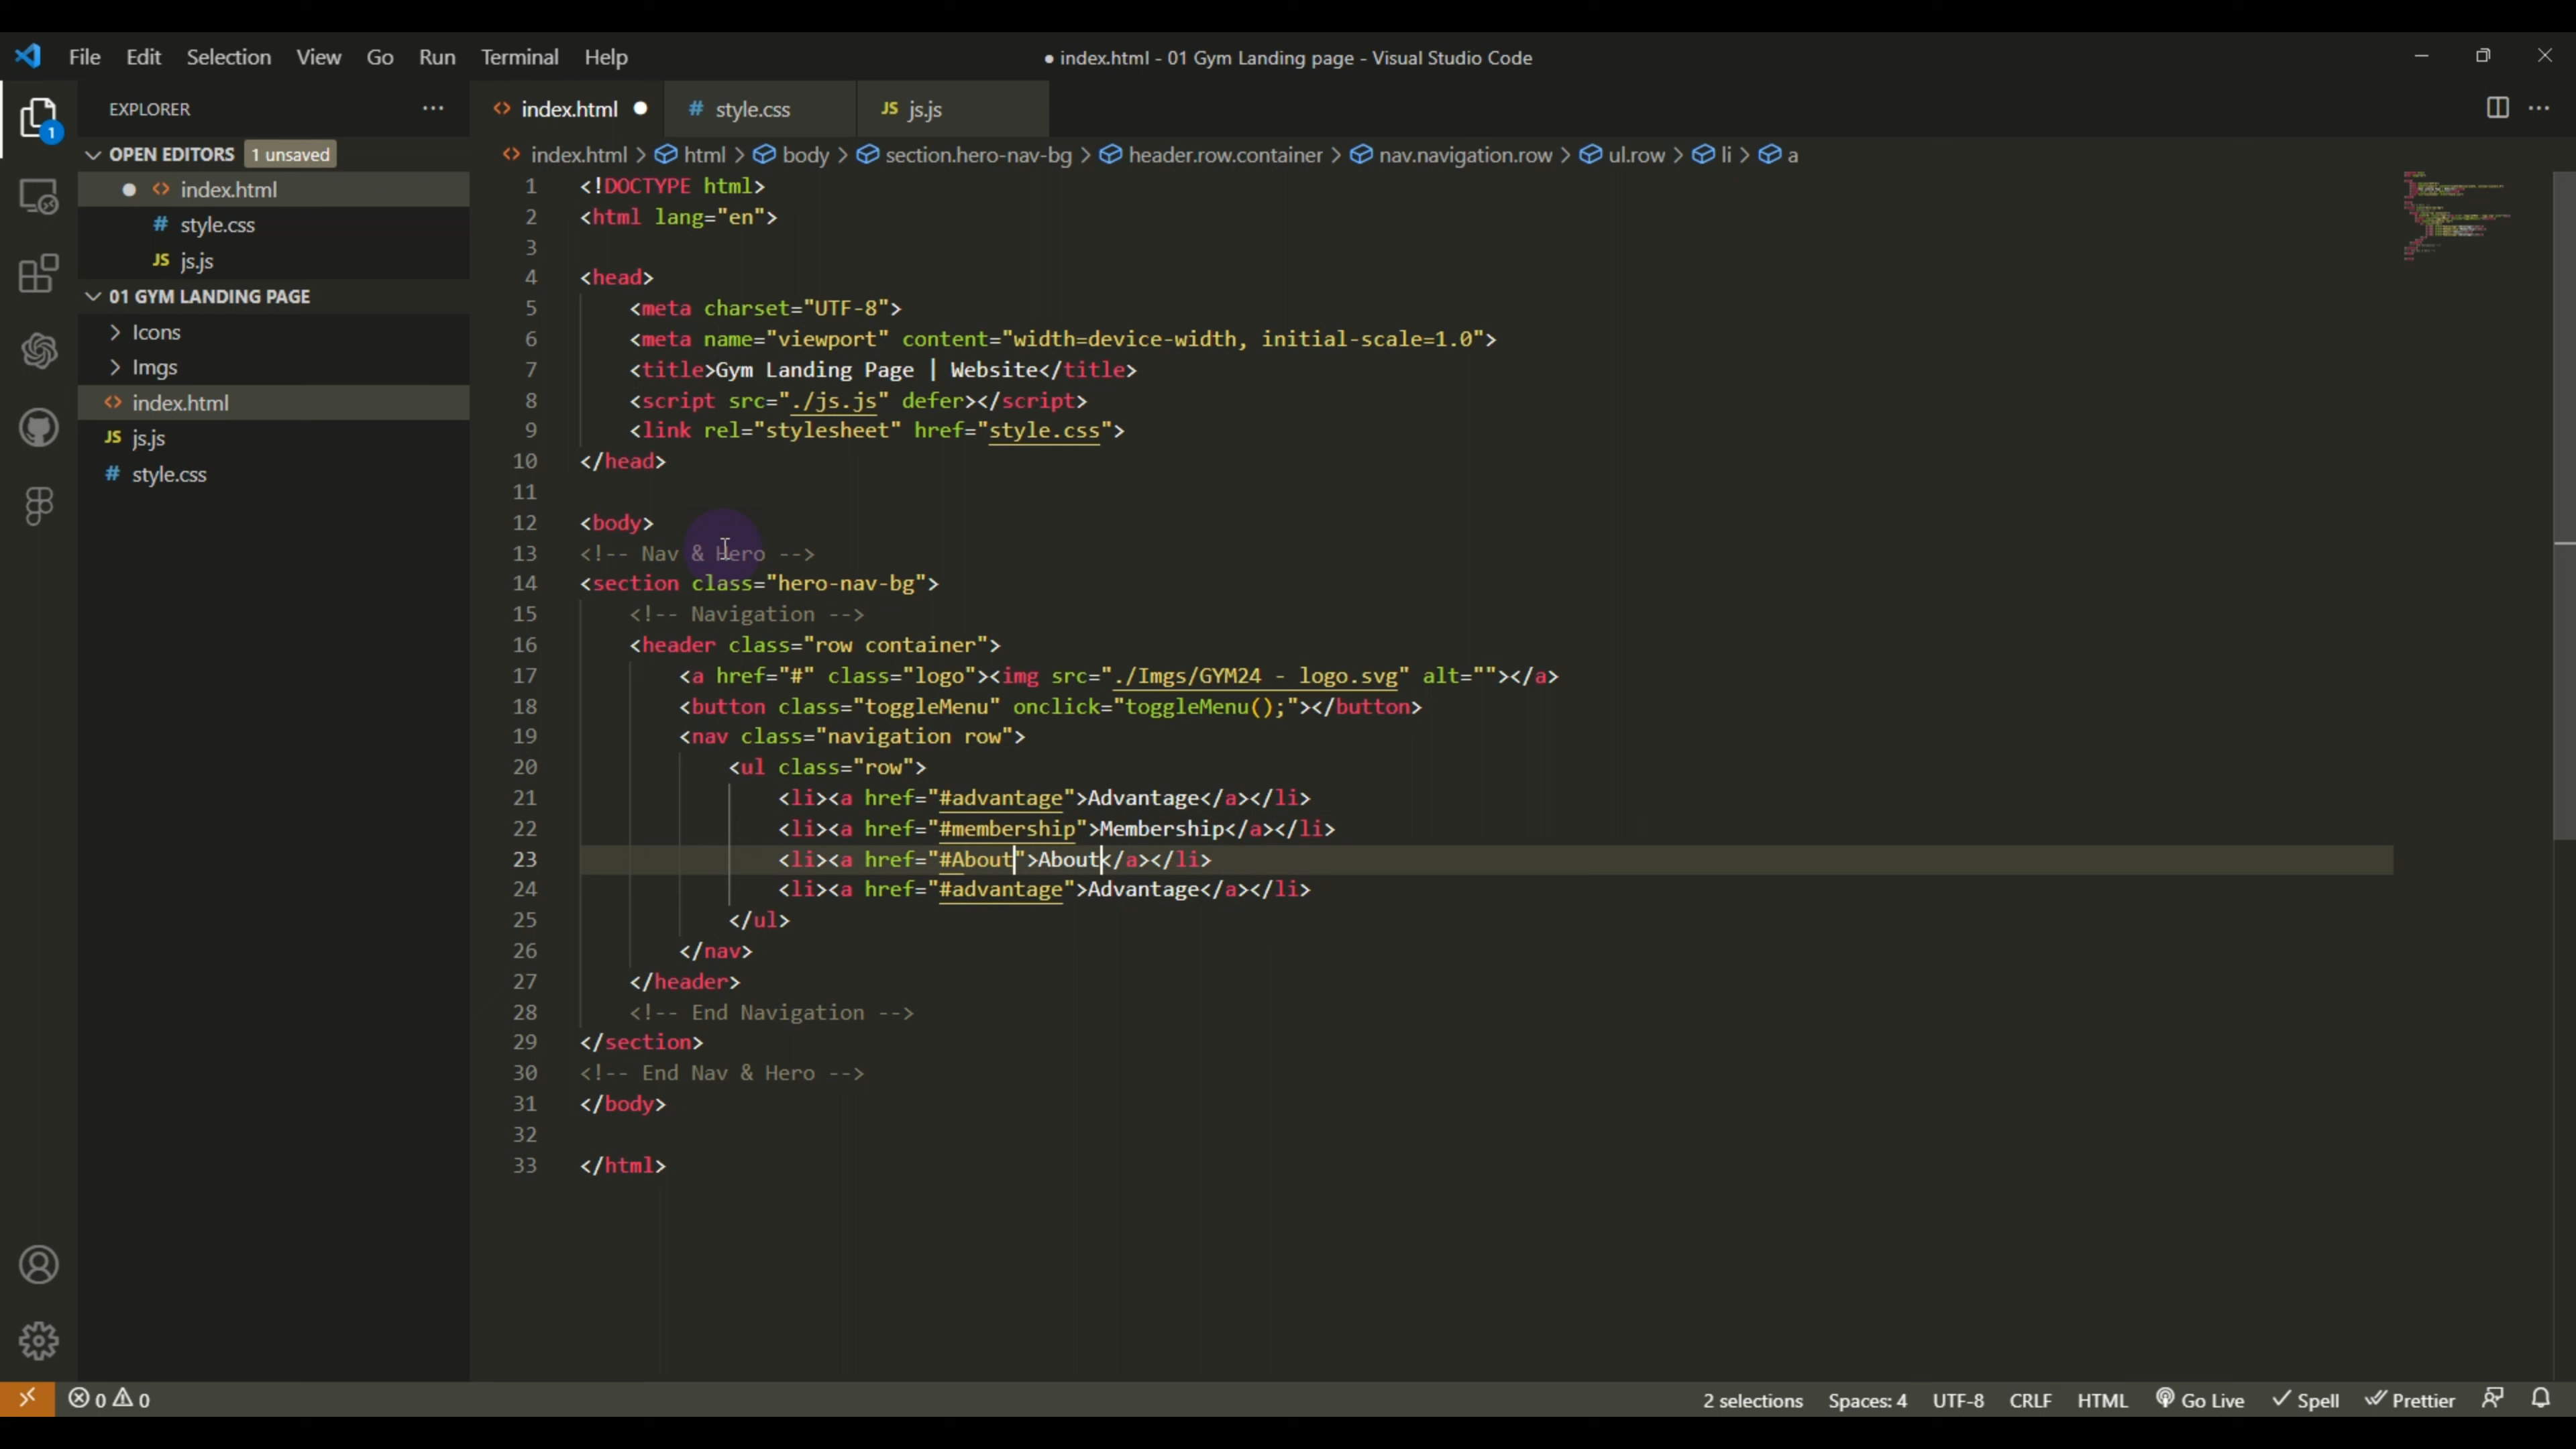 File Edit Selection View Go Run Terminal Help
● index.html - 01 Gym Landing page - Visual Studio Code
EXPLORER
index.html
# style.css
JS js.js
OPEN EDITORS 1 unsaved
index.html > html > body > section.hero-nav-bg > header.row.container > nav.navigation.row > ul.row > li > a
index.html
# style.css
JS js.js
01 GYM LANDING PAGE
Icons
Imgs
index.html
JS js.js
# style.css
1
1 <!DOCTYPE html>
2 <html lang="en">
3
4 <head>
5 <meta charset="UTF-8">
6 <meta name="viewport" content="width=device-width, initial-scale=1.0">
7 <title>Gym Landing Page | Website</title>
8 <script src="./js.js" defer></script>
9 <link rel="stylesheet" href="style.css">
10 </head>
11
12 <body>
13 <!-- Nav & Hero -->
14 <section class="hero-nav-bg">
15 <!-- Navigation -->
16 <header class="row container">
17 <a href="#" class="logo"><img src="./Imgs/GYM24 - logo.svg" alt=""></a>
18 <button class="toggleMenu" onclick="toggleMenu();"></button>
19 <nav class="navigation row">
20 <ul class="row">
21 <li><a href="#advantage">Advantage</a></li>
22 <li><a href="#membership">Membership</a></li>
23 <li><a href="#About">About</a></li>
24 <li><a href="#advantage">Advantage</a></li>
25 </ul>
26 </nav>
27 </header>
28 <!-- End Navigation -->
29 </section>
30 <!-- End Nav & Hero -->
31 </body>
32
33 </html>
0 0
2 selections Spaces: 4 UTF-8 CRLF HTML Go Live Spell Prettier